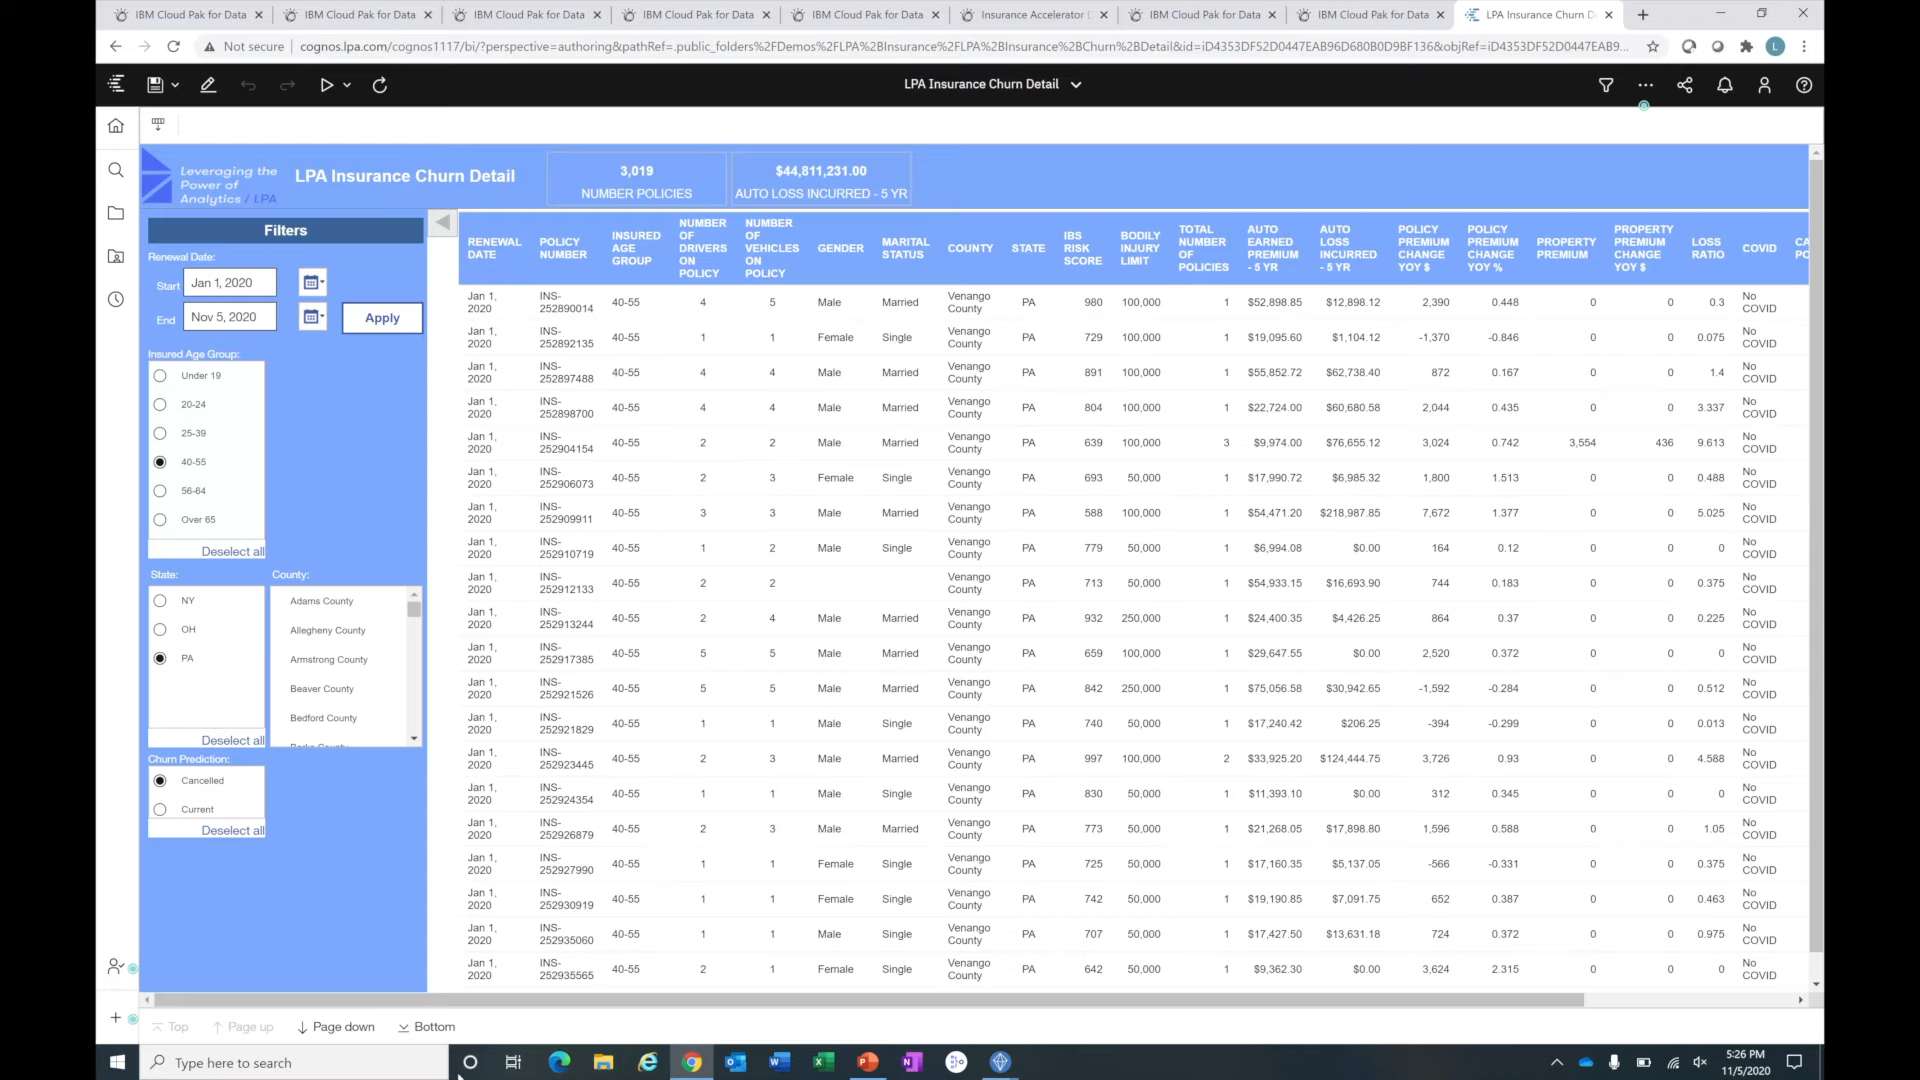 IBM Cloud Pak for Data IBM Cloud Pak for Data IBM Cloud Pak for Data IBM Cloud Pak for Data IBM Cloud Pak for Data Insurance Accelerator IBM Cloud Pak for Data IBM Cloud Pak for Data LPA Insurance Churn D
Not secure cognos.lpa.com/cognos1117/bi/?perspective=authoring&pathRef=.public_folders%2FDemos%2FLPA%2BInsurance%2FLPA%2BInsurance%2BChurn%2BDetail&id=iD4353DF52D0447EAB96D680B0D9BF136&objRef=iD4353DF52D0447EAB9... L
LPA Insurance Churn Detail
Leveraging the
Power of
Analytics / LPA
LPA Insurance Churn Detail
3,019
NUMBER POLICIES
$44,811,231.00
AUTO LOSS INCURRED - 5 YR
Filters
Renewal Date:
Start Jan 1, 2020
End Nov 5, 2020 Apply
Insured Age Group:
Under 19
20-24
25-39
40-55
56-64
Over 65
Deselect all
State: County:
NY
OH
PA
Adams County
Allegheny County
Armstrong County
Beaver County
Bedford County
Deselect all
Churn Prediction:
Cancelled
Current
Deselect all
RENEWAL DATE POLICY NUMBER INSURED AGE GROUP NUMBER OF DRIVERS ON POLICY NUMBER OF VEHICLES ON POLICY GENDER MARITAL STATUS COUNTY STATE IBS RISK SCORE BODILY INJURY LIMIT TOTAL NUMBER OF POLICIES AUTO EARNED PREMIUM - 5 YR AUTO LOSS INCURRED - 5 YR POLICY PREMIUM CHANGE YOY $ POLICY PREMIUM CHANGE YOY % PROPERTY PREMIUM PROPERTY PREMIUM CHANGE YOY $ LOSS RATIO COVID CA PO
Jan 1, 2020 INS-252890014 40-55 4 5 Male Married Venango County PA 980 100,000 1 $52,898.85 $12,898.12 2,390 0.448 0 0 0.3 No COVID
Jan 1, 2020 INS-252892135 40-55 1 1 Female Single Venango County PA 729 100,000 1 $19,095.60 $1,104.12 -1,370 -0.846 0 0 0.075 No COVID
Jan 1, 2020 INS-252897488 40-55 4 4 Male Married Venango County PA 891 100,000 1 $55,852.72 $62,738.40 872 0.167 0 0 1.4 No COVID
Jan 1, 2020 INS-252898700 40-55 4 4 Male Married Venango County PA 804 100,000 1 $22,724.00 $60,680.58 2,044 0.435 0 0 3.337 No COVID
Jan 1, 2020 INS-252904154 40-55 2 2 Male Married Venango County PA 639 100,000 3 $9,974.00 $76,655.12 3,024 0.742 3,554 436 9.613 No COVID
Jan 1, 2020 INS-252906073 40-55 2 3 Female Single Venango County PA 693 50,000 1 $17,990.72 $6,985.32 1,800 1.513 0 0 0.488 No COVID
Jan 1, 2020 INS-252909911 40-55 3 3 Male Married Venango County PA 588 100,000 1 $54,471.20 $218,987.85 7,672 1.377 0 0 5.025 No COVID
Jan 1, 2020 INS-252910719 40-55 1 2 Male Single Venango County PA 779 50,000 1 $6,994.08 $0.00 164 0.12 0 0 0 No COVID
Jan 1, 2020 INS-252912133 40-55 2 2 Venango County PA 713 50,000 1 $54,933.15 $16,693.90 744 0.183 0 0 0.375 No COVID
Jan 1, 2020 INS-252913244 40-55 2 4 Male Married Venango County PA 932 250,000 1 $24,400.35 $4,426.25 864 0.37 0 0 0.225 No COVID
Jan 1, 2020 INS-252917385 40-55 5 5 Male Married Venango County PA 659 100,000 1 $29,647.55 $0.00 2,520 0.372 0 0 0 No COVID
Jan 1, 2020 INS-252921526 40-55 5 5 Male Married Venango County PA 842 250,000 1 $75,056.58 $30,942.65 -1,592 -0.284 0 0 0.512 No COVID
Jan 1, 2020 INS-252921829 40-55 1 1 Male Single Venango County PA 740 50,000 1 $17,240.42 $206.25 -394 -0.299 0 0 0.013 No COVID
Jan 1, 2020 INS-252923445 40-55 2 3 Male Married Venango County PA 997 100,000 2 $33,925.20 $124,444.75 3,726 0.93 0 0 4.588 No COVID
Jan 1, 2020 INS-252924354 40-55 1 1 Male Single Venango County PA 830 50,000 1 $11,393.10 $0.00 312 0.345 0 0 0 No COVID
Jan 1, 2020 INS-252926879 40-55 2 3 Male Married Venango County PA 773 50,000 1 $21,268.05 $17,898.80 1,596 0.588 0 0 1.05 No COVID
Jan 1, 2020 INS-252927990 40-55 1 1 Female Single Venango County PA 725 50,000 1 $17,160.35 $5,137.05 -566 -0.331 0 0 0.375 No COVID
Jan 1, 2020 INS-252930919 40-55 1 1 Female Single Venango County PA 742 50,000 1 $19,190.85 $7,091.75 652 0.387 0 0 0.463 No COVID
Jan 1, 2020 INS-252935060 40-55 1 1 Male Single Venango County PA 707 50,000 1 $17,427.50 $13,631.18 724 0.372 0 0 0.975 No COVID
Jan 1, 2020 INS-252935565 40-55 2 1 Female Single Venango County PA 642 50,000 1 $9,362.30 $0.00 3,624 2.315 0 0 0 No COVID
Top Page up Page down Bottom
Type here to search
5:26 PM
11/5/2020